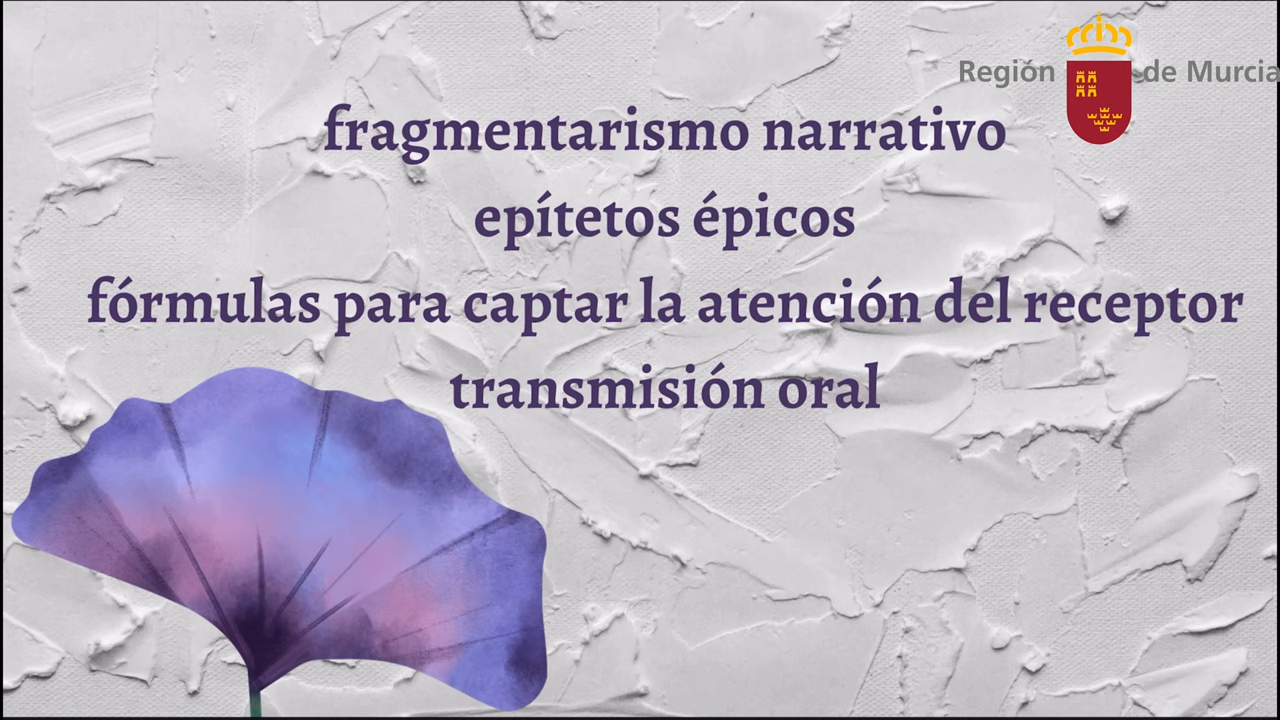 Región de Murcia
fragmentarismo narrativo
epítetos épicos
fórmulas para captar la atención del receptor
transmisión oral